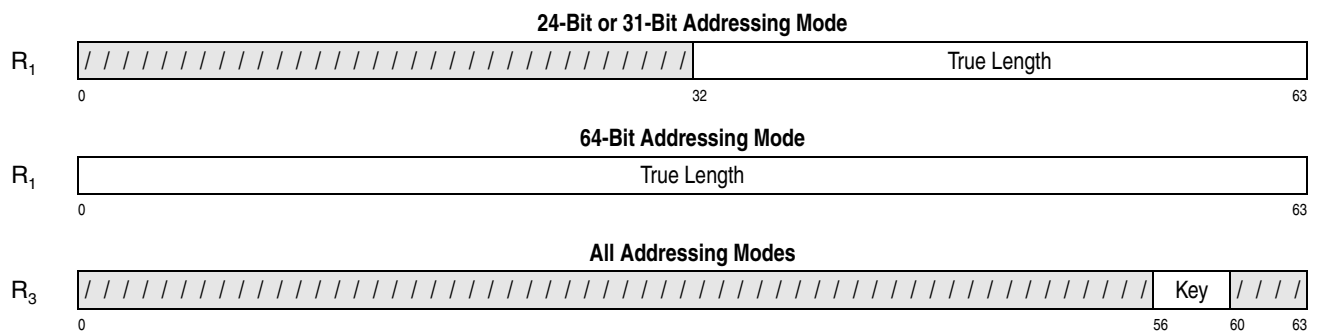 24-Bit or 31-Bit Addressing Mode
R1 / / / / / / / / / / / / / / / / / / / / / / / / / / / / / / / / True Length
0 32 63
64-Bit Addressing Mode
R1 True Length
0 63
All Addressing Modes
R3 / / / / / / / / / / / / / / / / / / / / / / / / / / / / / / / / / / / / / / / / / / / / / / / / / / / / / / / / Key / / / /
0 56 60 63